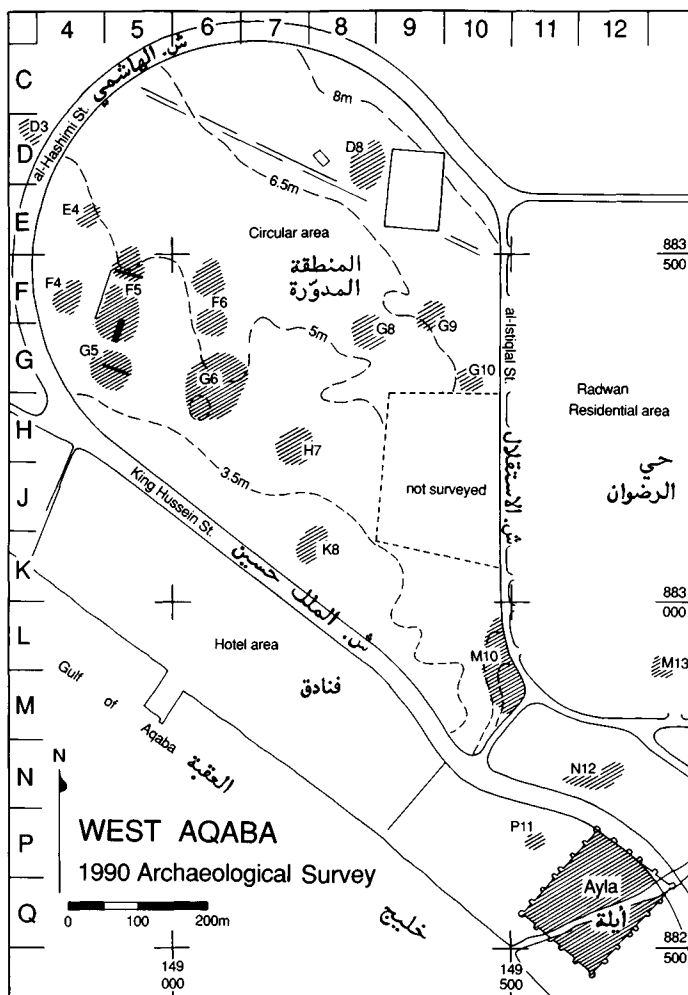 4 5 6 7 8 9 10 11 12
C
D
E
F
G
H
J
K
L
M
N
P
Q
ش. الهاشمي
al-Hashimi St.
8m
D3
D8
6.5m
E4
Circular area
المنطقة
المدوّرة
883
500
F4
F5
F6
G8
G9
5m
al-Istiqlal St.
ش. الاستقلال
G5
G6
G10
Radwan
Residential area
حي
الرضوان
H7
3.5m
not surveyed
King Hussein St.
ش. الملك حسين
K8
883
000
Hotel area
فنادق
M10
M13
Gulf of Aqaba
العقبة
N
N12
WEST AQABA
1990 Archaeological Survey
P11
Ayla
أيلة
0 100 200m
خليج
882
500
149
000
149
500